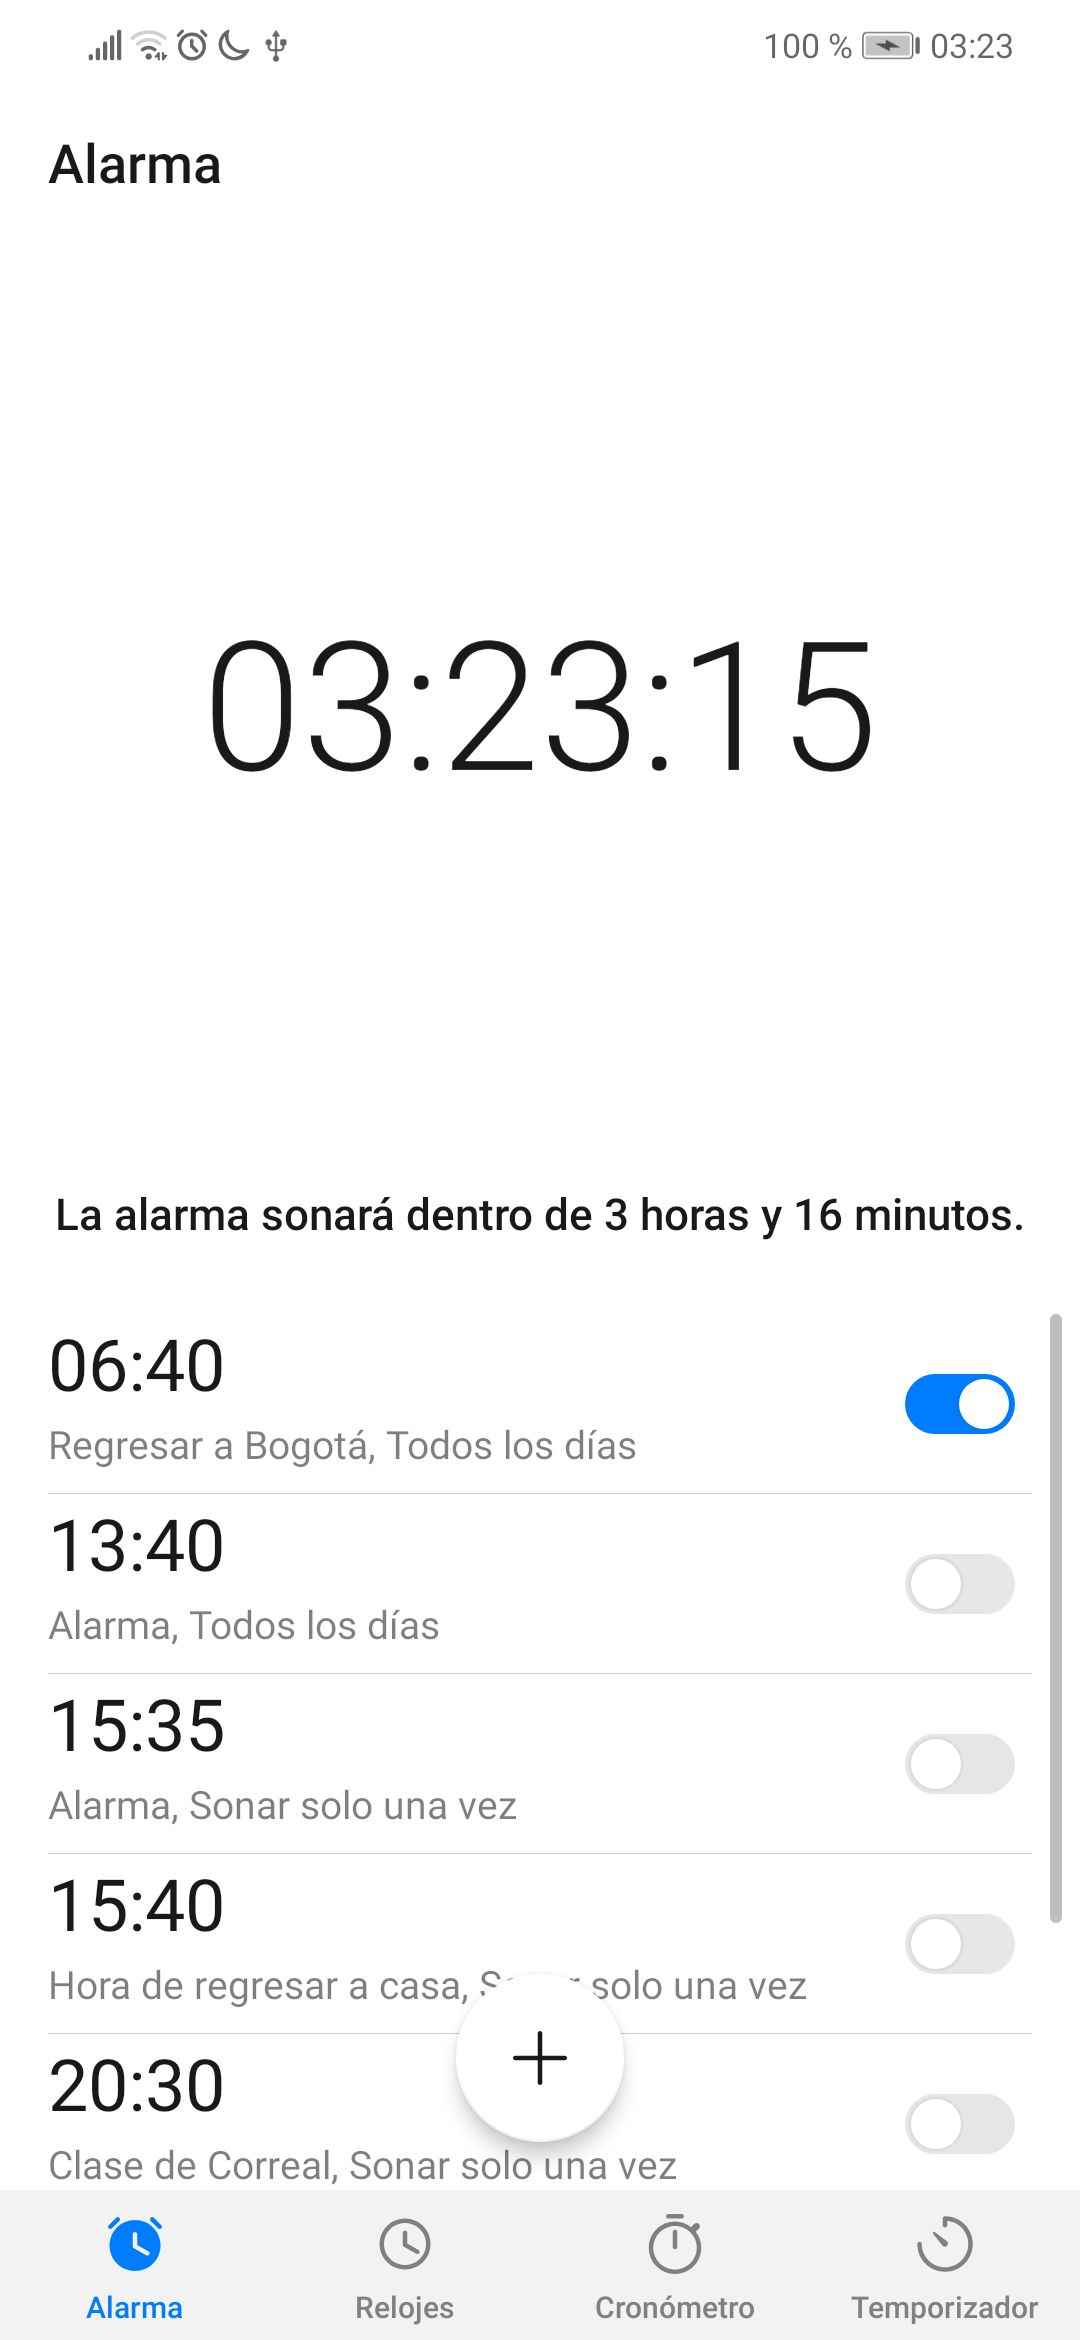 100 % 03:23
Alarma
03:23:15
La alarma sonará dentro de 3 horas y 16 minutos.
06:40
Regresar a Bogotá, Todos los días
13:40
Alarma, Todos los días
15:35
Alarma, Sonar solo una vez
15:40
Hora de regresar a casa, solo una vez
20:30
Clase de Correal, Sonar solo una vez
Alarma Relojes Cronómetro Temporizador